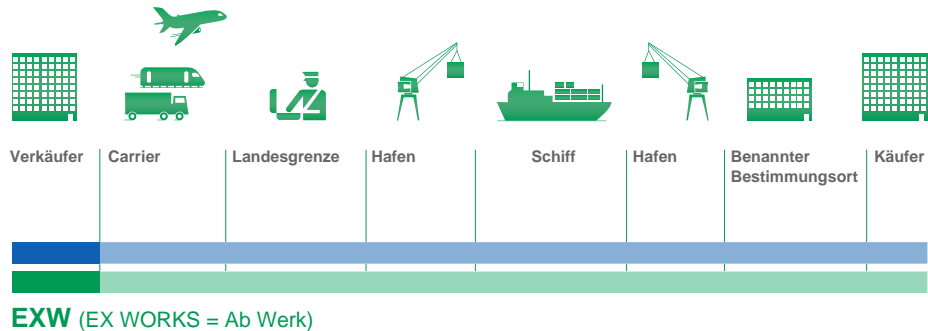 Verkäufer Carrier Landesgrenze Hafen Schiff Hafen Benannter Käufer
Bestimmungsort
EXW (EX WORKS = Ab Werk)